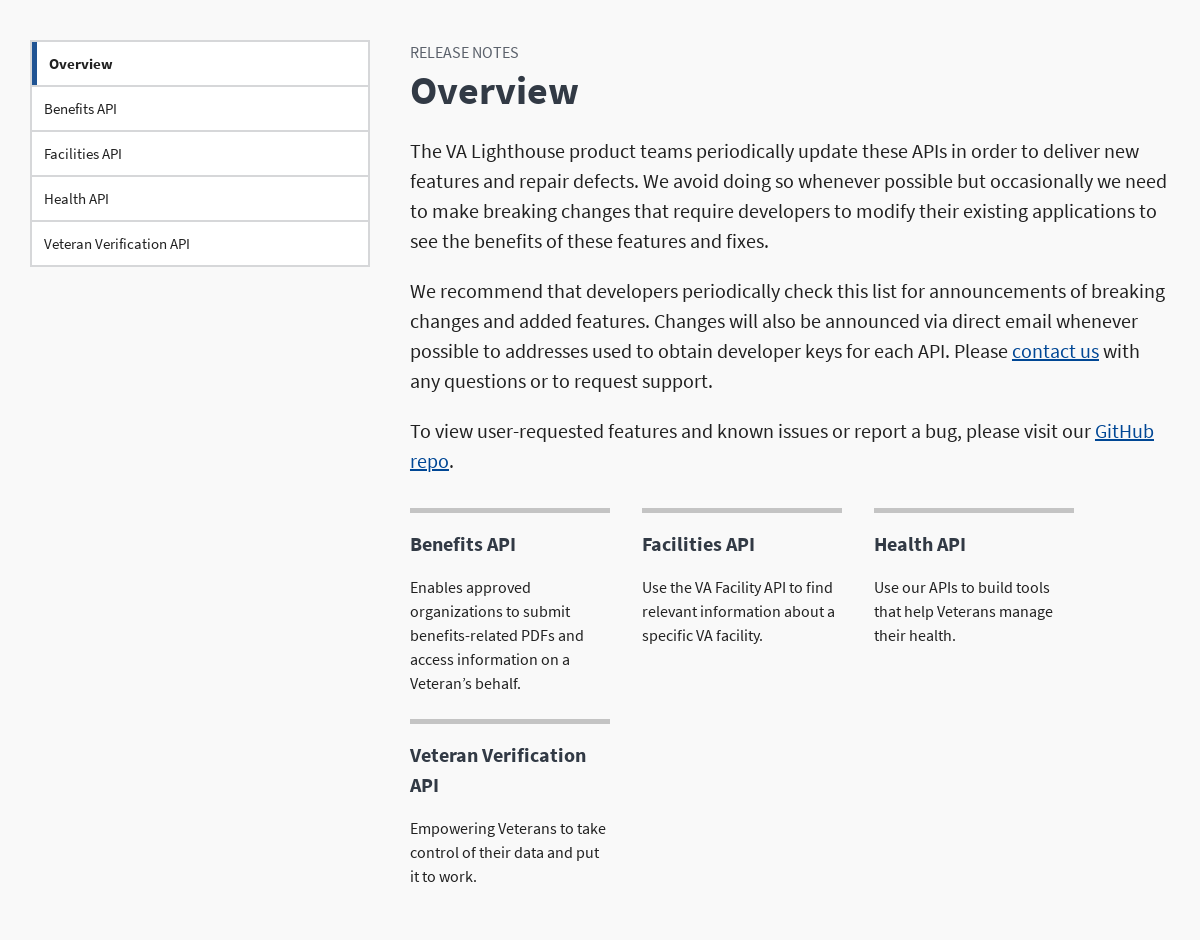 Overview
Benefits API
Facilities API
Health API
Veteran Verification API
RELEASE NOTES
Overview
The VA Lighthouse product teams periodically update these APIs in order to deliver new
features and repair defects. We avoid doing so whenever possible but occasionally we need
to make breaking changes that require developers to modify their existing applications to
see the benefits of these features and fixes.
We recommend that developers periodically check this list for announcements of breaking
changes and added features. Changes will also be announced via direct email whenever
possible to addresses used to obtain developer keys for each API. Please contact us with
any questions or to request support.
To view user-requested features and known issues or report a bug, please visit our GitHub
repo.
Benefits API
Enables approved
organizations to submit
benefits-related PDFs and
access information on a
Veteran’s behalf.
Facilities API
Use the VA Facility API to find
relevant information about a
specific VA facility.
Health API
Use our APIs to build tools
that help Veterans manage
their health.
Veteran Verification
API
Empowering Veterans to take
control of their data and put
it to work.